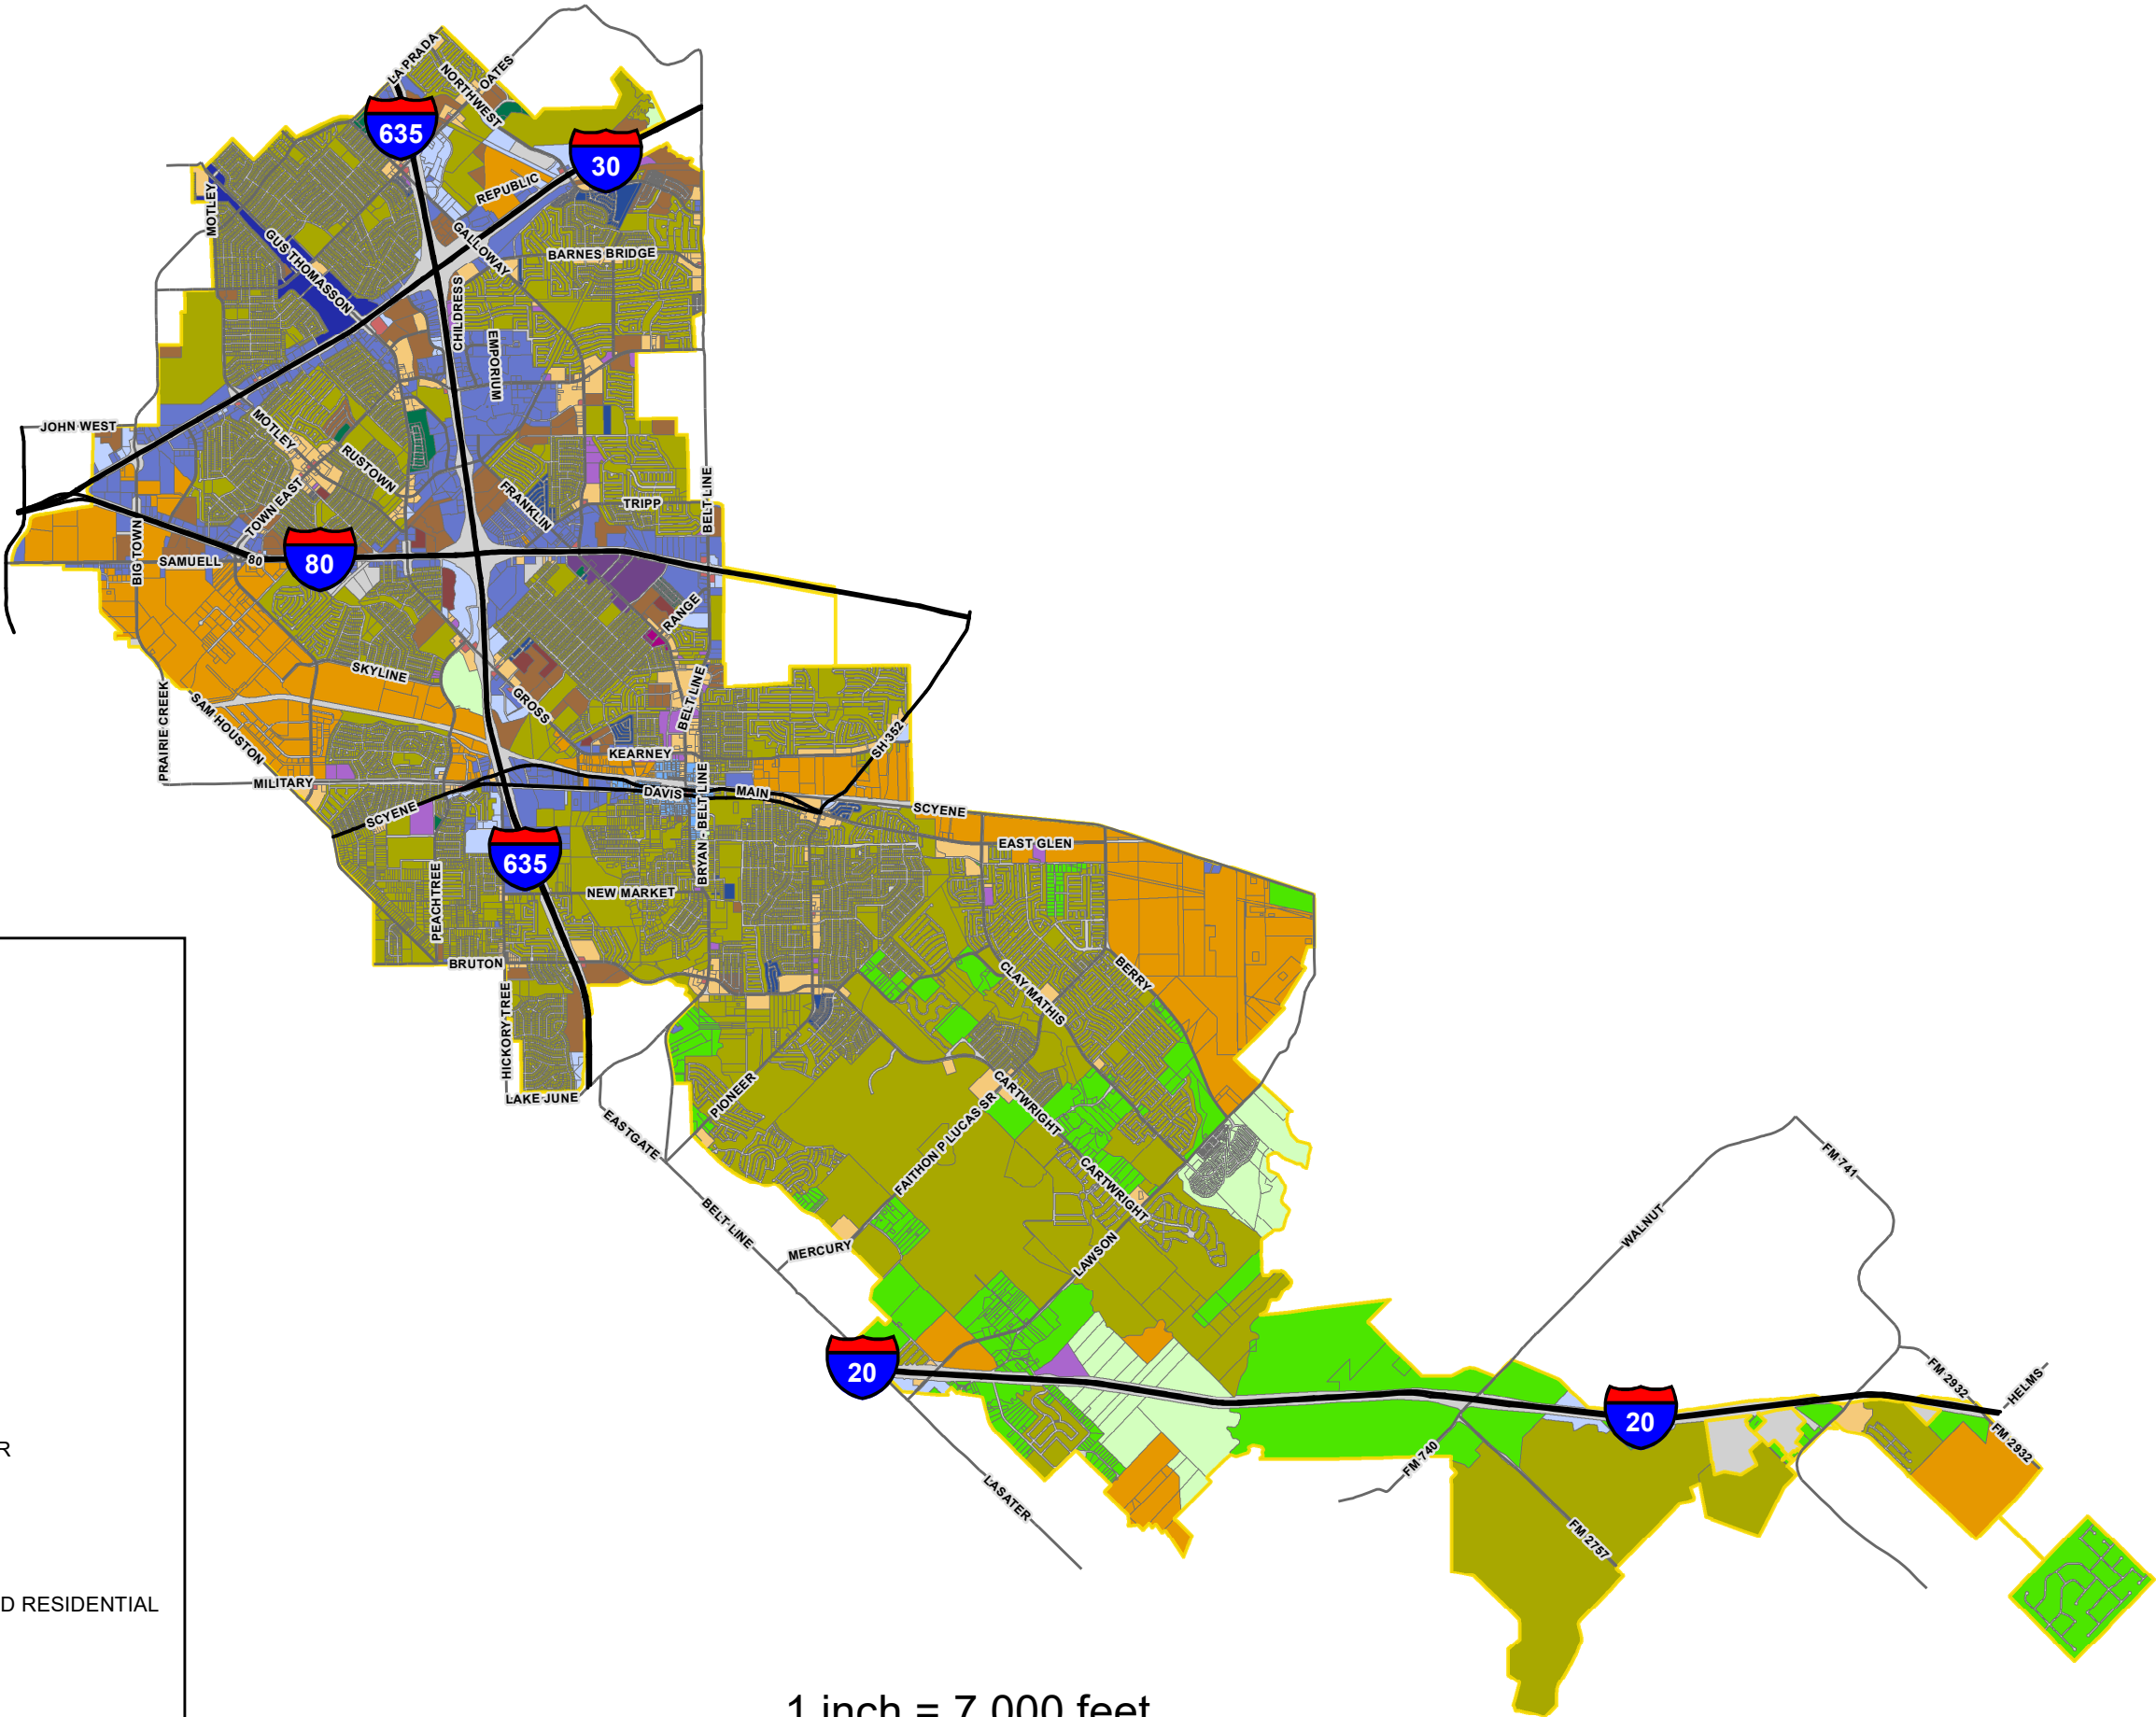 LA PRADA
OATES
NORTHWEST
635
30
REPUBLIC
MOTLEY
GUS THOMASSON
GALLOWAY
BARNES BRIDGE
CHILDRESS
EMPORIUM
JOHN WEST
MOTLEY
RUSTOWN
TOWN EAST
FRANKLIN
TRIPP
BELT LINE
BIG TOWN
SAMUELL
80
80
RANGE
SKYLINE
PRAIRIE CREEK
SAM HOUSTON
GROSS
BELT LINE
KEARNEY
SH 352
MILITARY
SCYENE
DAVIS
MAIN
SCYENE
BRYAN - BELT LINE
EAST GLEN
635
PEACHTREE
NEW MARKET
BRUTON
HICKORY TREE
CLAY MATHIS
BERRY
LAKE JUNE
EASTGATE
PIONEER
CARTWRIGHT
FAITHON P LUCAS SR
CARTWRIGHT
BELT LINE
MERCURY
LAWSON
WALNUT
FM 741
20
20
FM 2932
HELMS
FM 2932
FM 740
LASATER
FM 2757
R
D RESIDENTIAL
1 inch = 7,000 feet